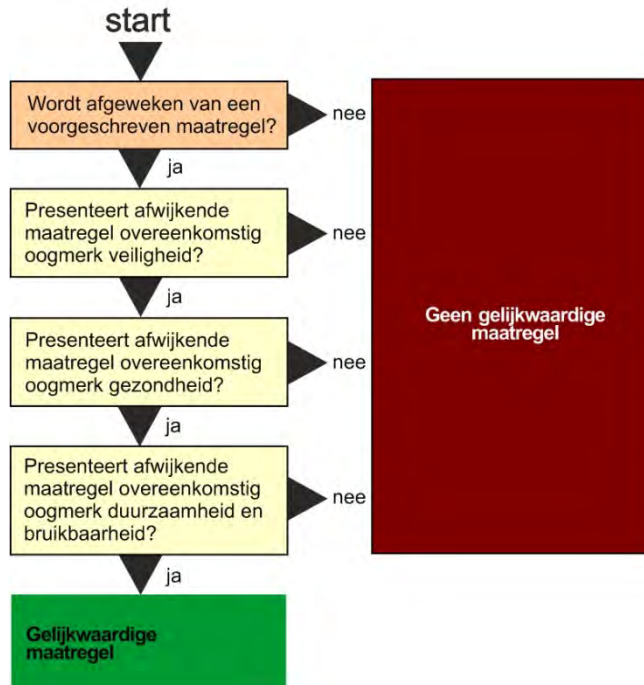 start
Wordt afgeweken van een
voorgeschreven maatregel?
nee
ja
Presenteert afwijkende
maatregel overeenkomstig
oogmerk veiligheid?
nee
ja
Presenteert afwijkende
maatregel overeenkomstig
oogmerk gezondheid?
nee
ja
Presenteert afwijkende
maatregel overeenkomstig
oogmerk duurzaamheid en
bruikbaarheid?
nee
ja
Gelijkwaardige
maatregel
Geen gelijkwaardige
maatregel